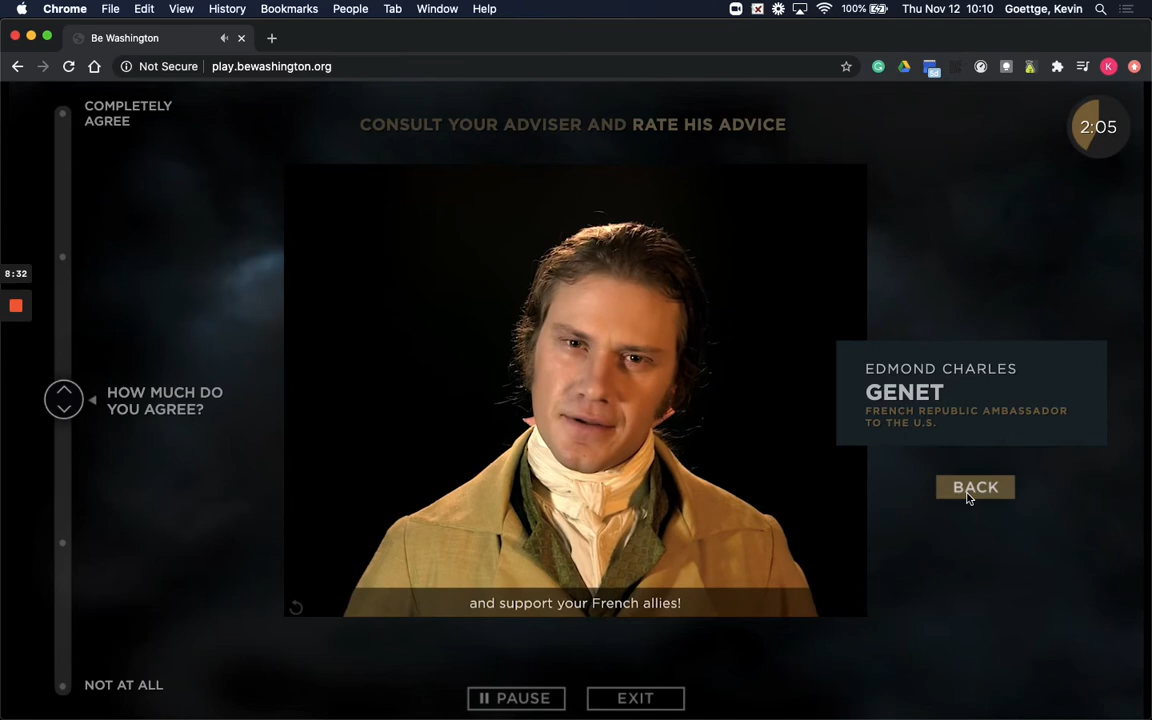 Chrome File Edit View History Bookmarks People Tab Window Help 100% Thu Nov 12 10:10 Goettge, Kevin
Be Washington
Not Secure play.bewashington.org
K
COMPLETELY
AGREE
CONSULT YOUR ADVISER AND RATE HIS ADVICE
2:05
8:32
EDMOND CHARLES
GENET
FRENCH REPUBLIC AMBASSADOR
TO THE U.S.
HOW MUCH DO
YOU AGREE?
BACK
and support your French allies!
NOT AT ALL
PAUSE EXIT